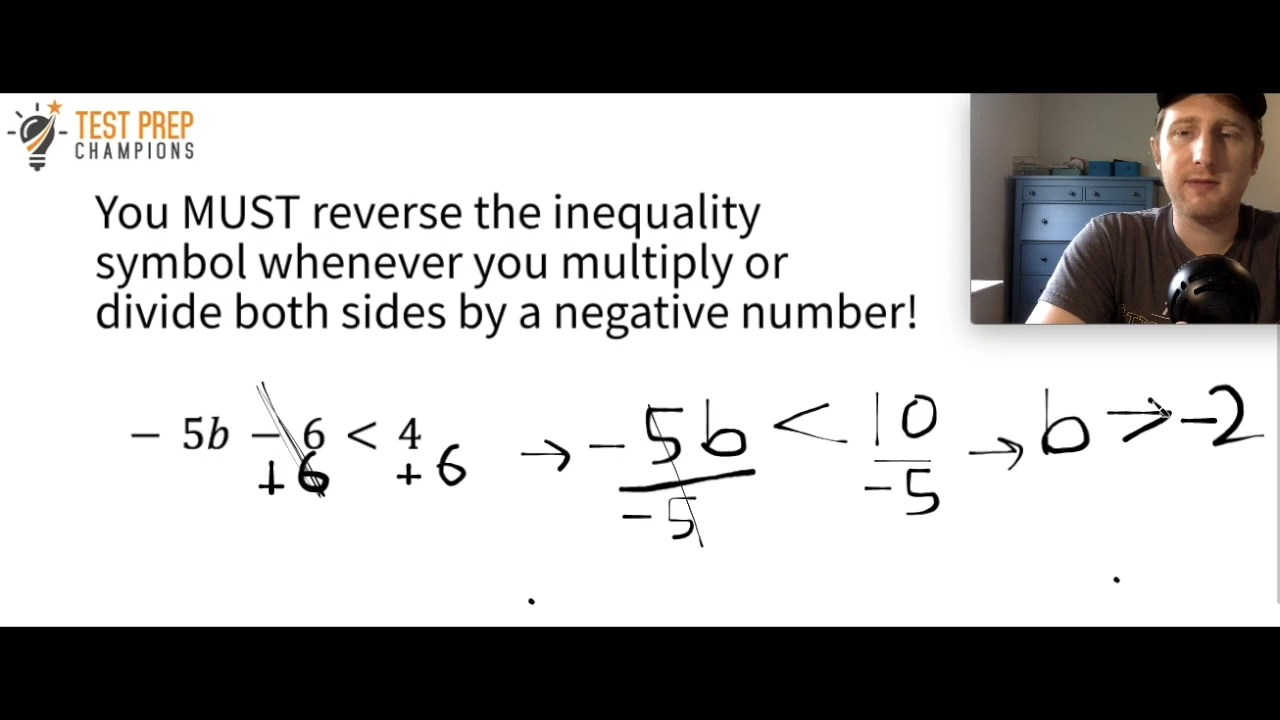 TEST PREP
CHAMPIONS
You MUST reverse the inequality
symbol whenever you multiply or
divide both sides by a negative number!
− 5b − 6 < 4 → −5b < 10 → b > −2
+6 +6 −5 −5